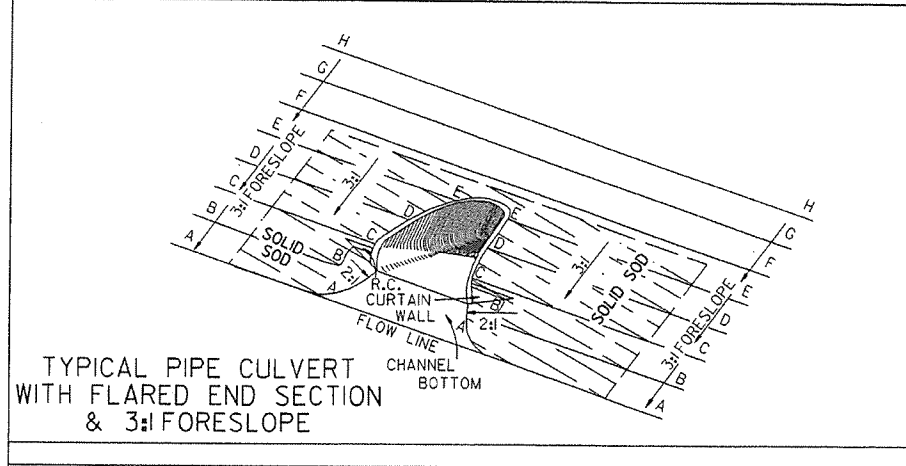 H
G
F
E
D
C
B
A
3:1 FORESLOPE
SOLID
SOD
3:1
E
D
C
B
2:1
A
E
D
C
B
A
2:1
R.C.
CURTAIN
WALL
FLOW LINE
CHANNEL
BOTTOM
3:1
SOLID SOD
H
G
F
E
D
C
B
A
3:1 FORESLOPE
TYPICAL PIPE CULVERT
WITH FLARED END SECTION
& 3:1 FORESLOPE